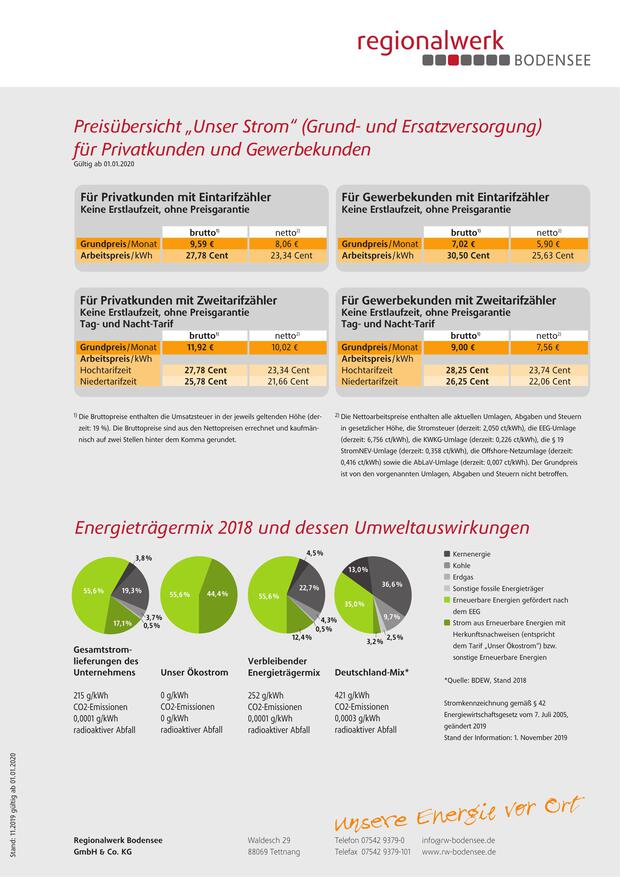 regionalwerk
BODENSEE
Preisübersicht „Unser Strom“ (Grund- und Ersatzversorgung)
für Privatkunden und Gewerbekunden
Gültig ab 01.01.2020
Für Privatkunden mit Eintarifzähler
Keine Erstlaufzeit, ohne Preisgarantie
brutto¹⁾ netto²⁾
Grundpreis/Monat 9,59 € 8,06 €
Arbeitspreis/kWh 27,78 Cent 23,34 Cent
Für Gewerbekunden mit Eintarifzähler
Keine Erstlaufzeit, ohne Preisgarantie
brutto¹⁾ netto²⁾
Grundpreis/Monat 7,02 € 5,90 €
Arbeitspreis/kWh 30,50 Cent 25,63 Cent
Für Privatkunden mit Zweitarifzähler
Keine Erstlaufzeit, ohne Preisgarantie
Tag- und Nacht-Tarif
brutto¹⁾ netto²⁾
Grundpreis/Monat 11,92 € 10,02 €
Arbeitspreis/kWh
Hochtarifzeit 27,78 Cent 23,34 Cent
Niedertarifzeit 25,78 Cent 21,66 Cent
Für Gewerbekunden mit Zweitarifzähler
Keine Erstlaufzeit, ohne Preisgarantie
Tag- und Nacht-Tarif
brutto¹⁾ netto²⁾
Grundpreis/Monat 9,00 € 7,56 €
Arbeitspreis/kWh
Hochtarifzeit 28,25 Cent 23,74 Cent
Niedertarifzeit 26,25 Cent 22,06 Cent
¹⁾ Die Bruttopreise enthalten die Umsatzsteuer in der jeweils geltenden Höhe (der-
zeit: 19 %). Die Bruttopreise sind aus den Nettopreisen errechnet und kaufmän-
nisch auf zwei Stellen hinter dem Komma gerundet.
²⁾ Die Nettoarbeitspreise enthalten alle aktuellen Umlagen, Abgaben und Steuern
in gesetzlicher Höhe, die Stromsteuer (derzeit: 2,050 ct/kWh), die EEG-Umlage
(derzeit: 6,756 ct/kWh), die KWKG-Umlage (derzeit: 0,226 ct/kWh), die § 19
StromNEV-Umlage (derzeit: 0,358 ct/kWh), die Offshore-Netzumlage (derzeit:
0,416 ct/kWh) sowie die AbLaV-Umlage (derzeit: 0,007 ct/kWh). Der Grundpreis
ist von den vorgenannten Umlagen, Abgaben und Steuern nicht betroffen.
Energieträgermix 2018 und dessen Umweltauswirkungen
3,8 %
55,6 %
19,3 %
3,7 %
0,5 %
17,1 %
55,6 %
44,4 %
4,5 %
55,6 %
22,7 %
4,3 %
0,5 %
12,4 %
13,0 %
36,6 %
35,0 %
9,7 %
3,2 %
2,5 %
Gesamtstrom-
lieferungen des
Unternehmens
215 g/kWh
CO2-Emissionen
0,0001 g/kWh
radioaktiver Abfall
Unser Ökostrom
0 g/kWh
CO2-Emissionen
0 g/kWh
radioaktiver Abfall
Verbleibender
Energieträgermix
252 g/kWh
CO2-Emissionen
0,0001 g/kWh
radioaktiver Abfall
Deutschland-Mix*
421 g/kWh
CO2-Emissionen
0,0003 g/kWh
radioaktiver Abfall
Kernenergie
Kohle
Erdgas
Sonstige fossile Energieträger
Erneuerbare Energien gefördert nach
dem EEG
Strom aus Erneuerbare Energien mit
Herkunftsnachweisen (entspricht
dem Tarif „Unser Ökostrom“) bzw.
sonstige Erneuerbare Energien
*Quelle: BDEW, Stand 2018
Stromkennzeichnung gemäß § 42
Energiewirtschaftsgesetz vom 7. Juli 2005,
geändert 2019
Stand der Information: 1. November 2019
Stand: 11.2019 gültig ab 01.01.2020
unsere Energie vor Ort
Regionalwerk Bodensee
GmbH & Co. KG
Waldesch 29
88069 Tettnang
Telefon 07542 9379-0
Telefax 07542 9379-101
info@rw-bodensee.de
www.rw-bodensee.de